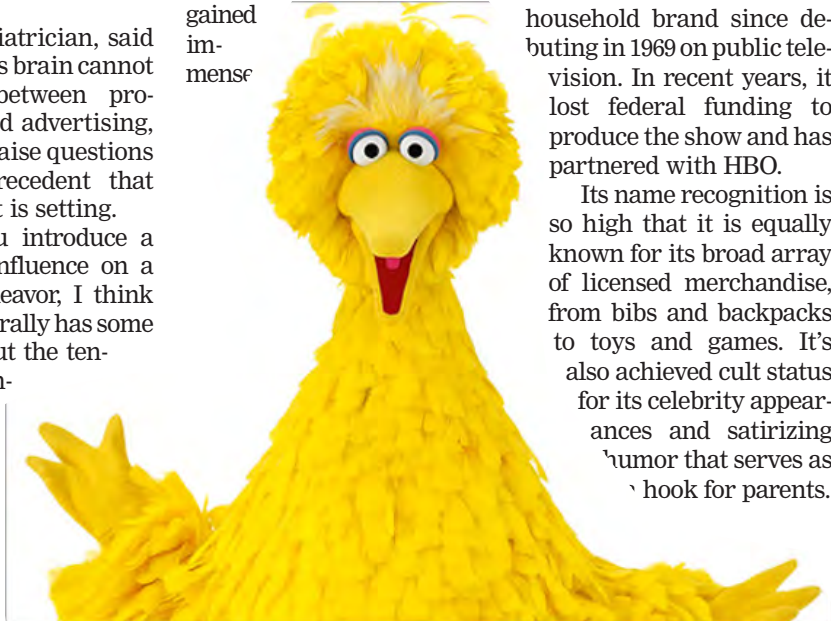 iatrician, said
s brain cannot
between pro-
d advertising,
aise questions
recedent that
t is setting.
u introduce a
nfluence on a
eavor, I think
rally has some
ut the ten-
n-
gained
im-
mense
household brand since de-
buting in 1969 on public tele-
vision. In recent years, it
lost federal funding to
produce the show and has
partnered with HBO.
Its name recognition is
so high that it is equally
known for its broad array
of licensed merchandise,
from bibs and backpacks
to toys and games. It's
also achieved cult status
for its celebrity appear-
ances and satirizing
humor that serves as
hook for parents.